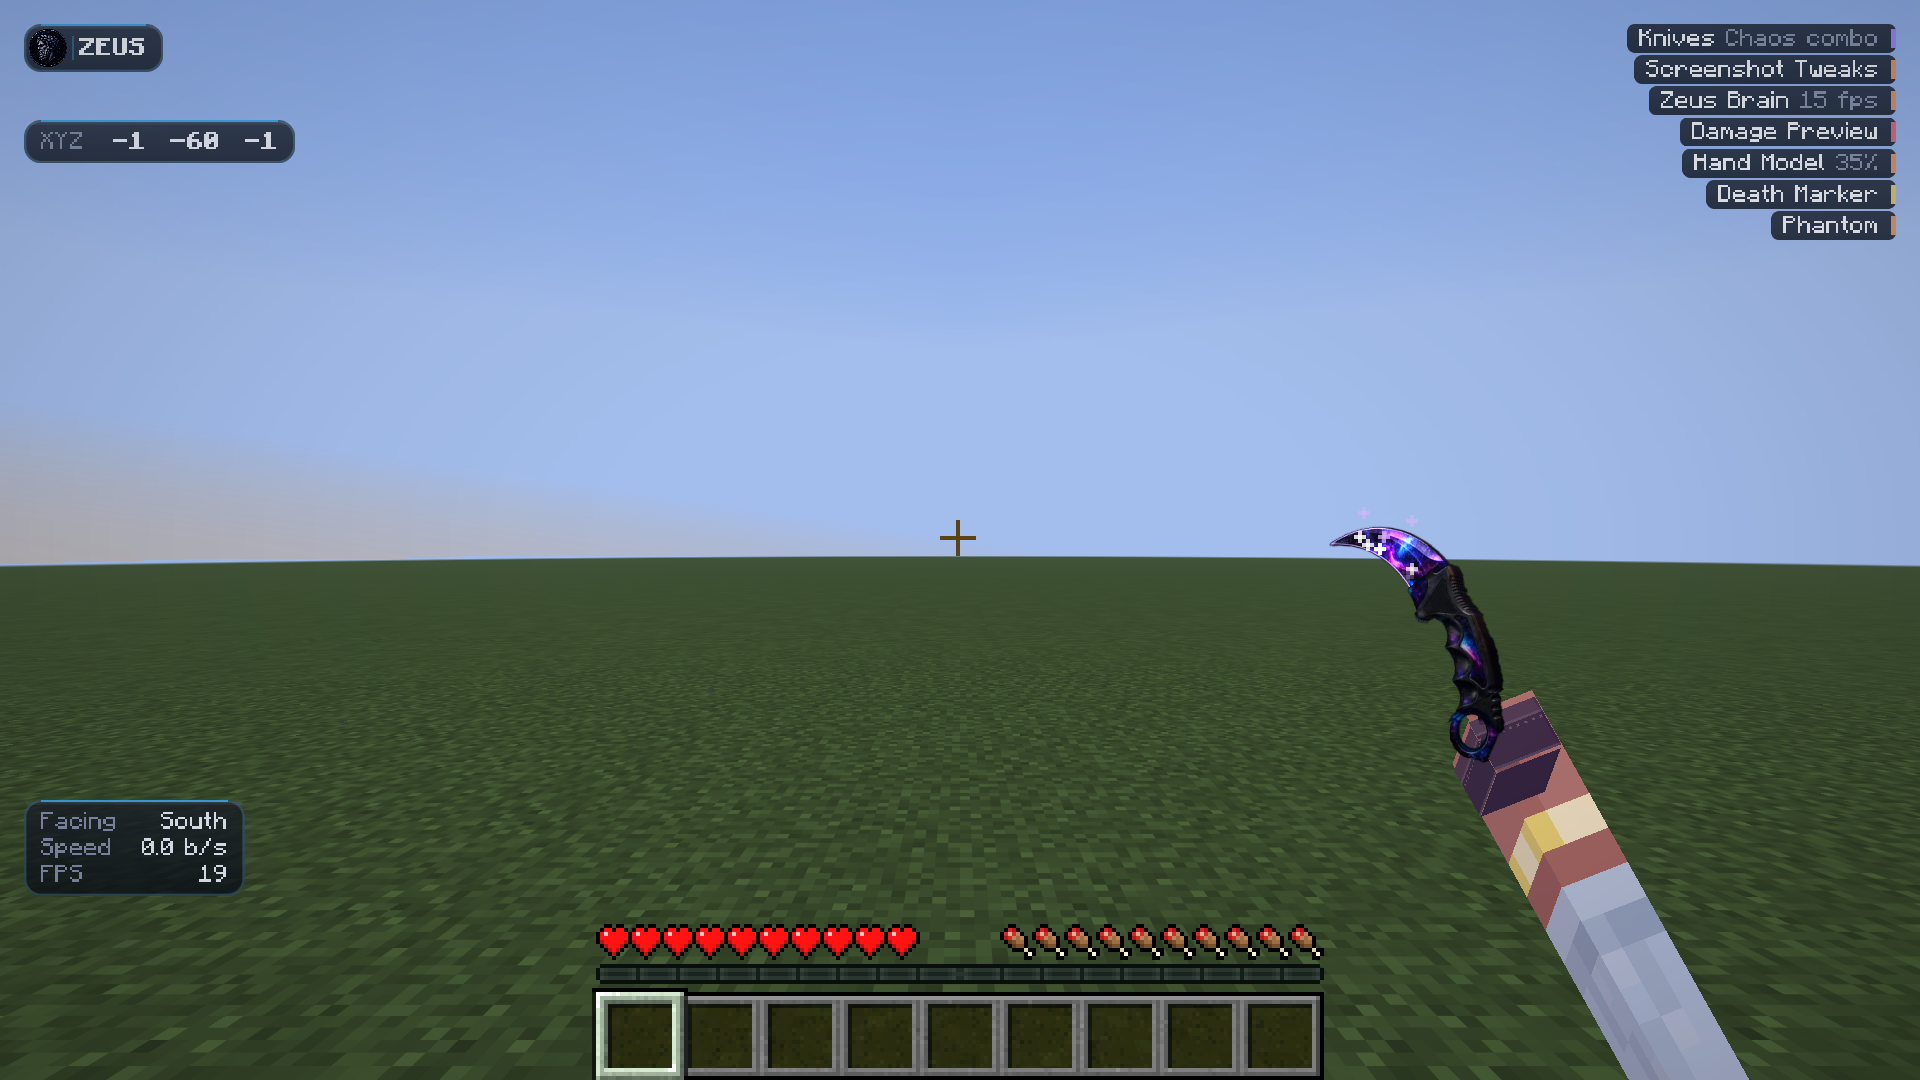 ZEUS
XYZ -1 -60 -1
Knives Chaos combo
Screenshot Tweaks
Zeus Brain 15 fps
Damage Preview
Hand Model 35%
Death Marker
Phantom
Facing South
Speed 0.0 b/s
FPS 19